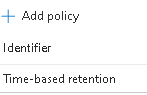 Add policy
Identifier
Time-based retention